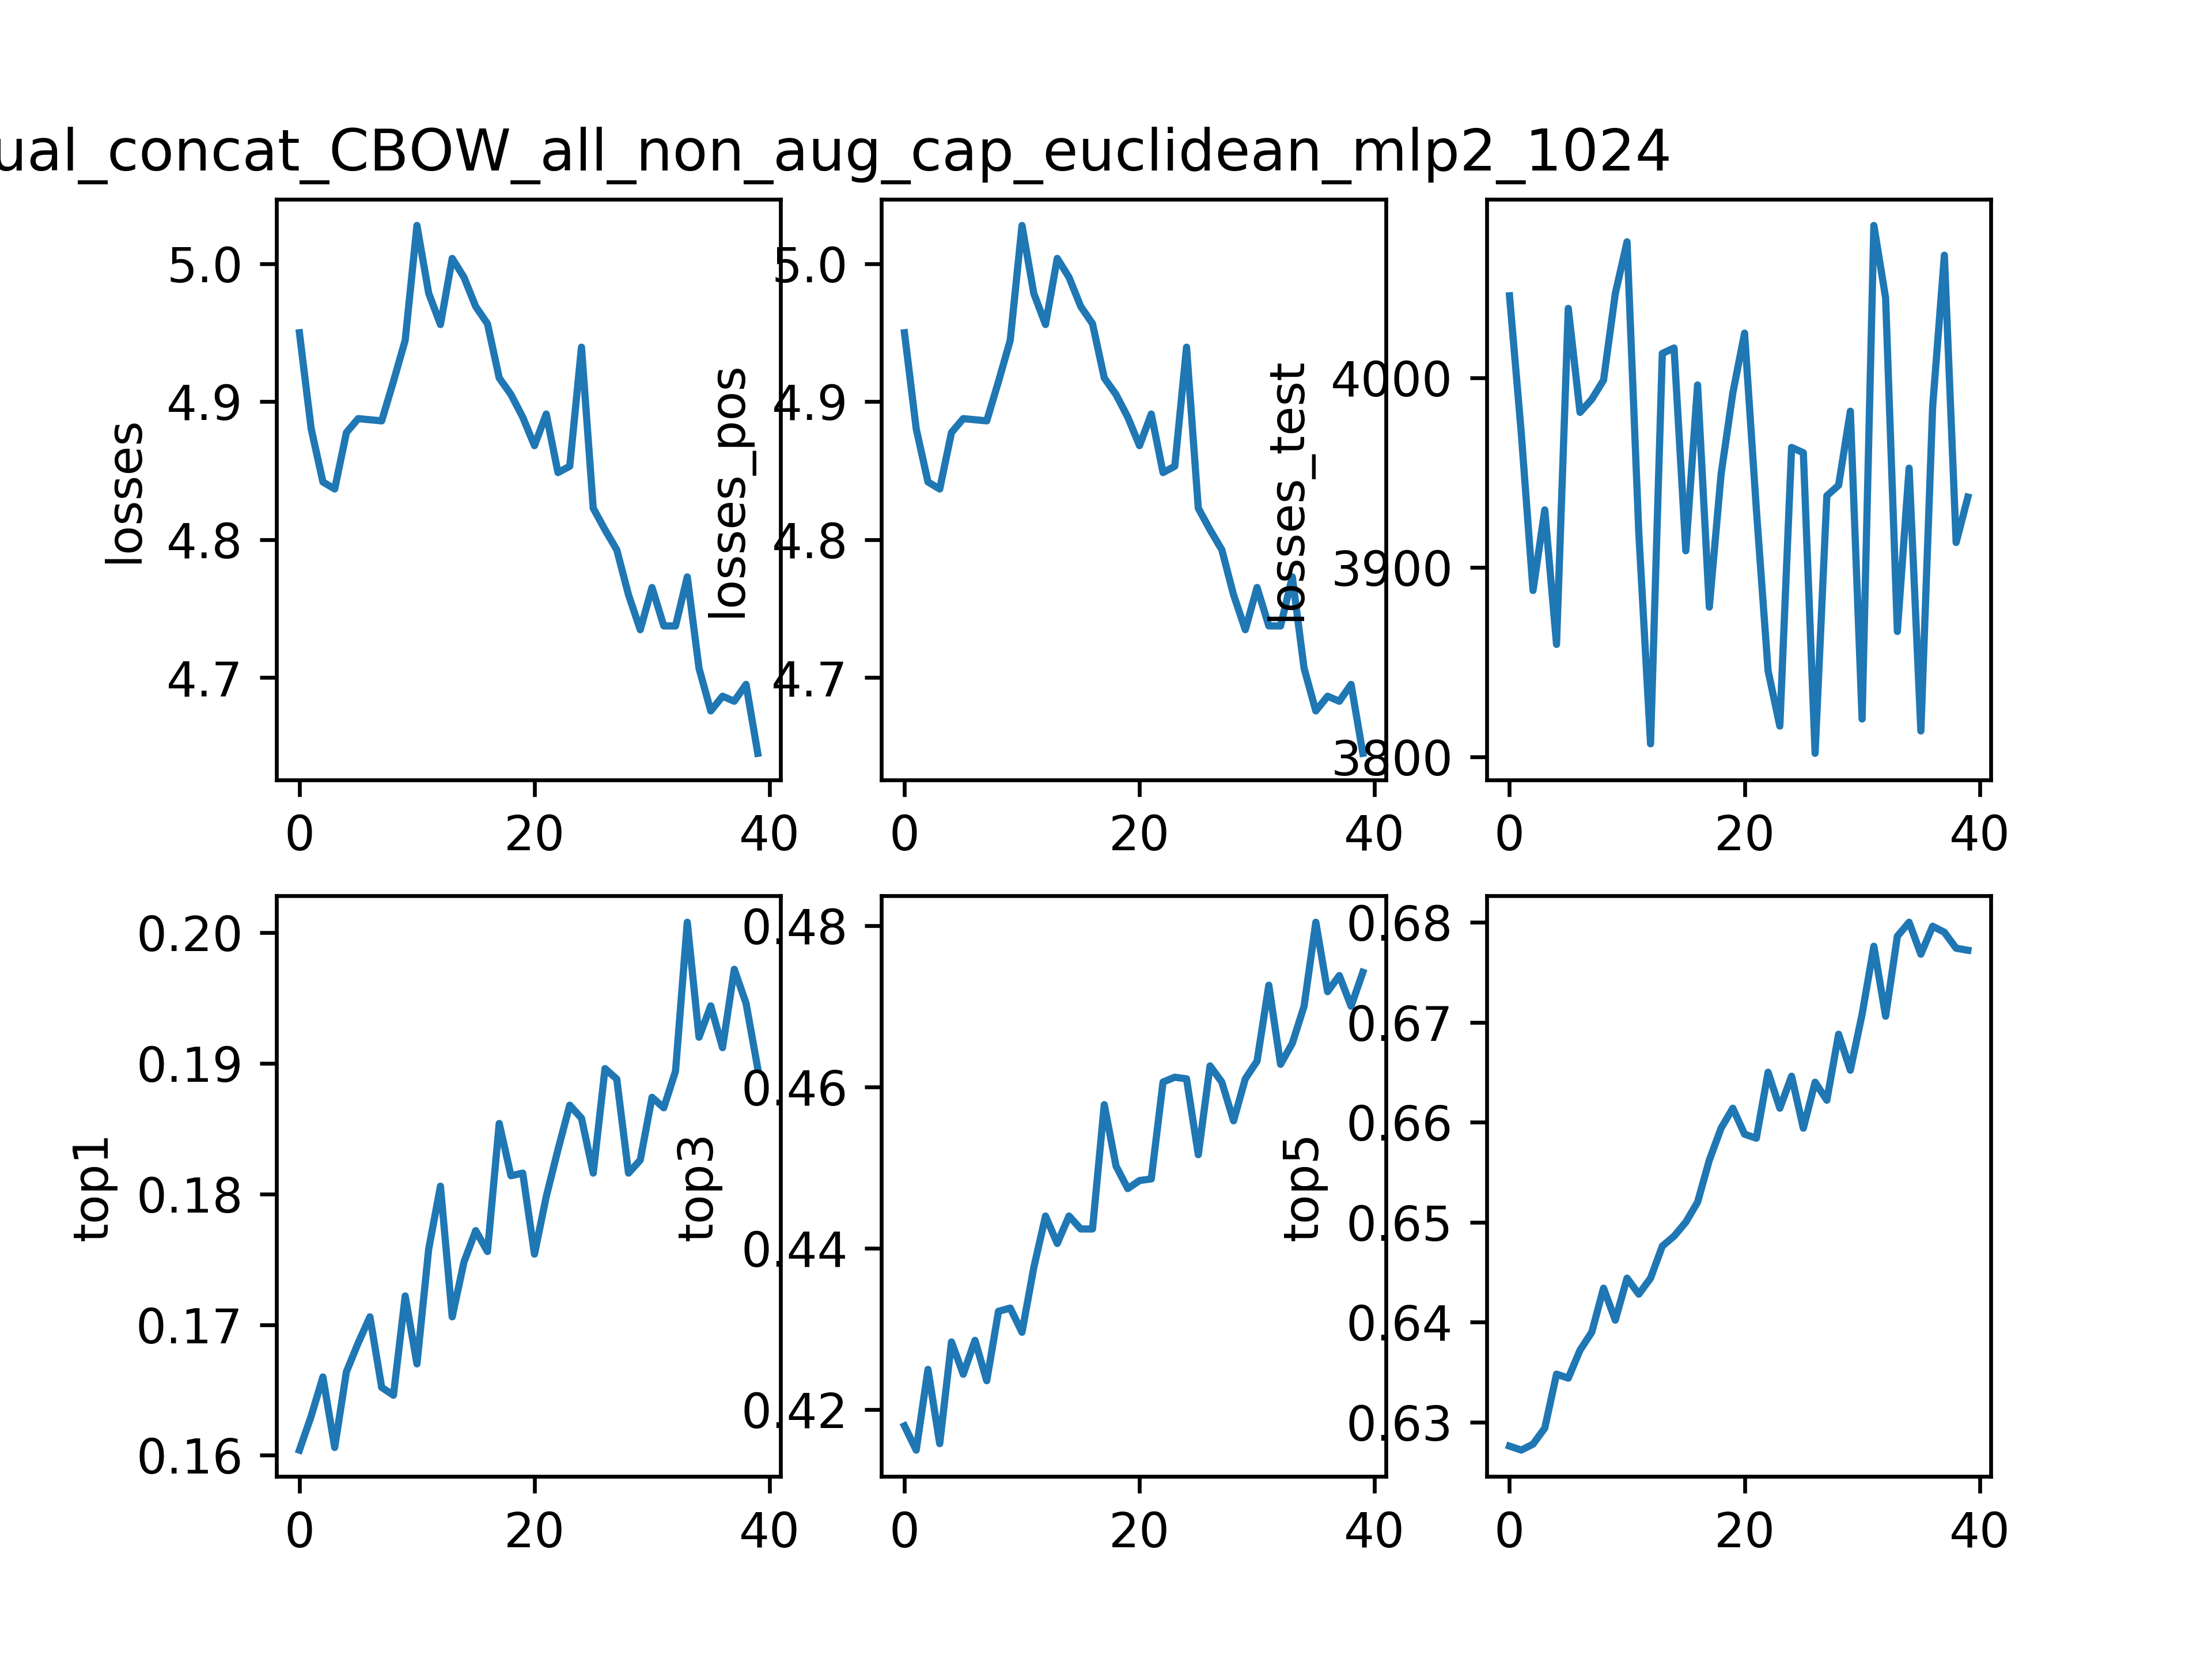 ual_concat_CBOW_all_non_aug_cap_euclidean_mlp2_1024
losses
5.0
4.9
4.8
4.7
0 20 40
losses_pos
5.0
4.9
4.8
4.7
0 20 40
losses_test
4000
3900
3800
0 20 40
top1
0.20
0.19
0.18
0.17
0.16
0 20 40
top3
0.48
0.46
0.44
0.42
0 20 40
top5
0.68
0.67
0.66
0.65
0.64
0.63
0 20 40